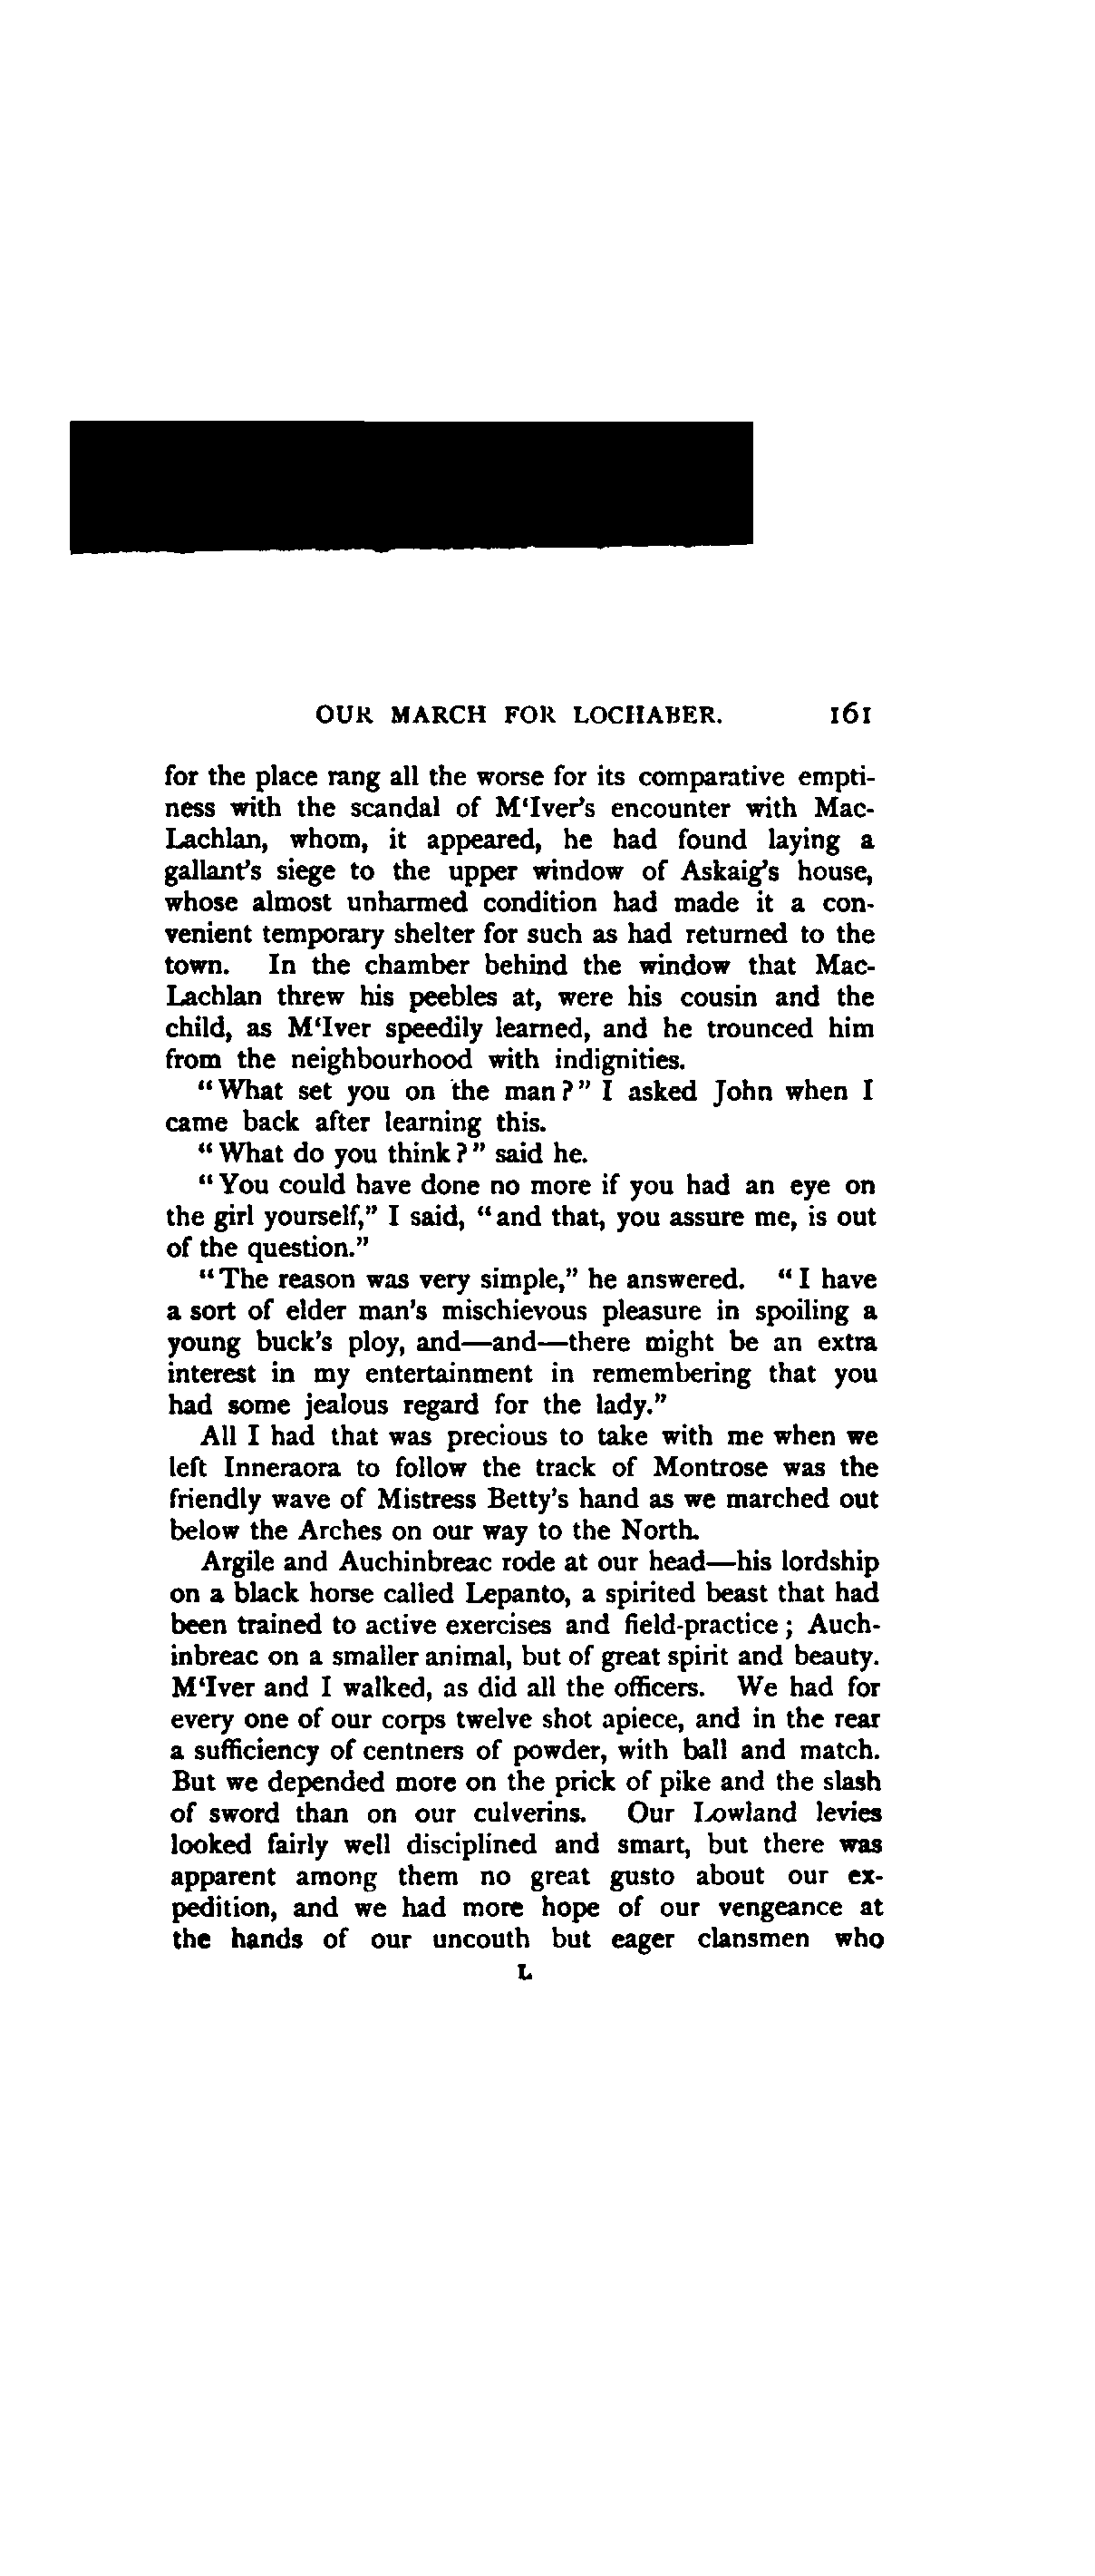 OUR MARCH FOR LOCHABER. 161
for the place rang all the worse for its comparative empti-
ness with the scandal of M‘Iver’s encounter with Mac-
Lachlan, whom, it appeared, he had found laying a
gallant’s siege to the upper window of Askaig’s house,
whose almost unharmed condition had made it a con-
venient temporary shelter for such as had returned to the
town. In the chamber behind the window that Mac-
Lachlan threw his peebles at, were his cousin and the
child, as M‘Iver speedily learned, and he trounced him
from the neighbourhood with indignities.
“What set you on the man?” I asked John when I
came back after learning this.
“What do you think?” said he.
“You could have done no more if you had an eye on
the girl yourself,” I said, “and that, you assure me, is out
of the question.”
“The reason was very simple,” he answered. “I have
a sort of elder man’s mischievous pleasure in spoiling a
young buck’s ploy, and—and—there might be an extra
interest in my entertainment in remembering that you
had some jealous regard for the lady.”
All I had that was precious to take with me when we
left Inneraora to follow the track of Montrose was the
friendly wave of Mistress Betty’s hand as we marched out
below the Arches on our way to the North.
Argile and Auchinbreac rode at our head—his lordship
on a black horse called Lepanto, a spirited beast that had
been trained to active exercises and field-practice; Auch-
inbreac on a smaller animal, but of great spirit and beauty.
M‘Iver and I walked, as did all the officers. We had for
every one of our corps twelve shot apiece, and in the rear
a sufficiency of centners of powder, with ball and match.
But we depended more on the prick of pike and the slash
of sword than on our culverins. Our Lowland levies
looked fairly well disciplined and smart, but there was
apparent among them no great gusto about our ex-
pedition, and we had more hope of our vengeance at
the hands of our uncouth but eager clansmen who
L